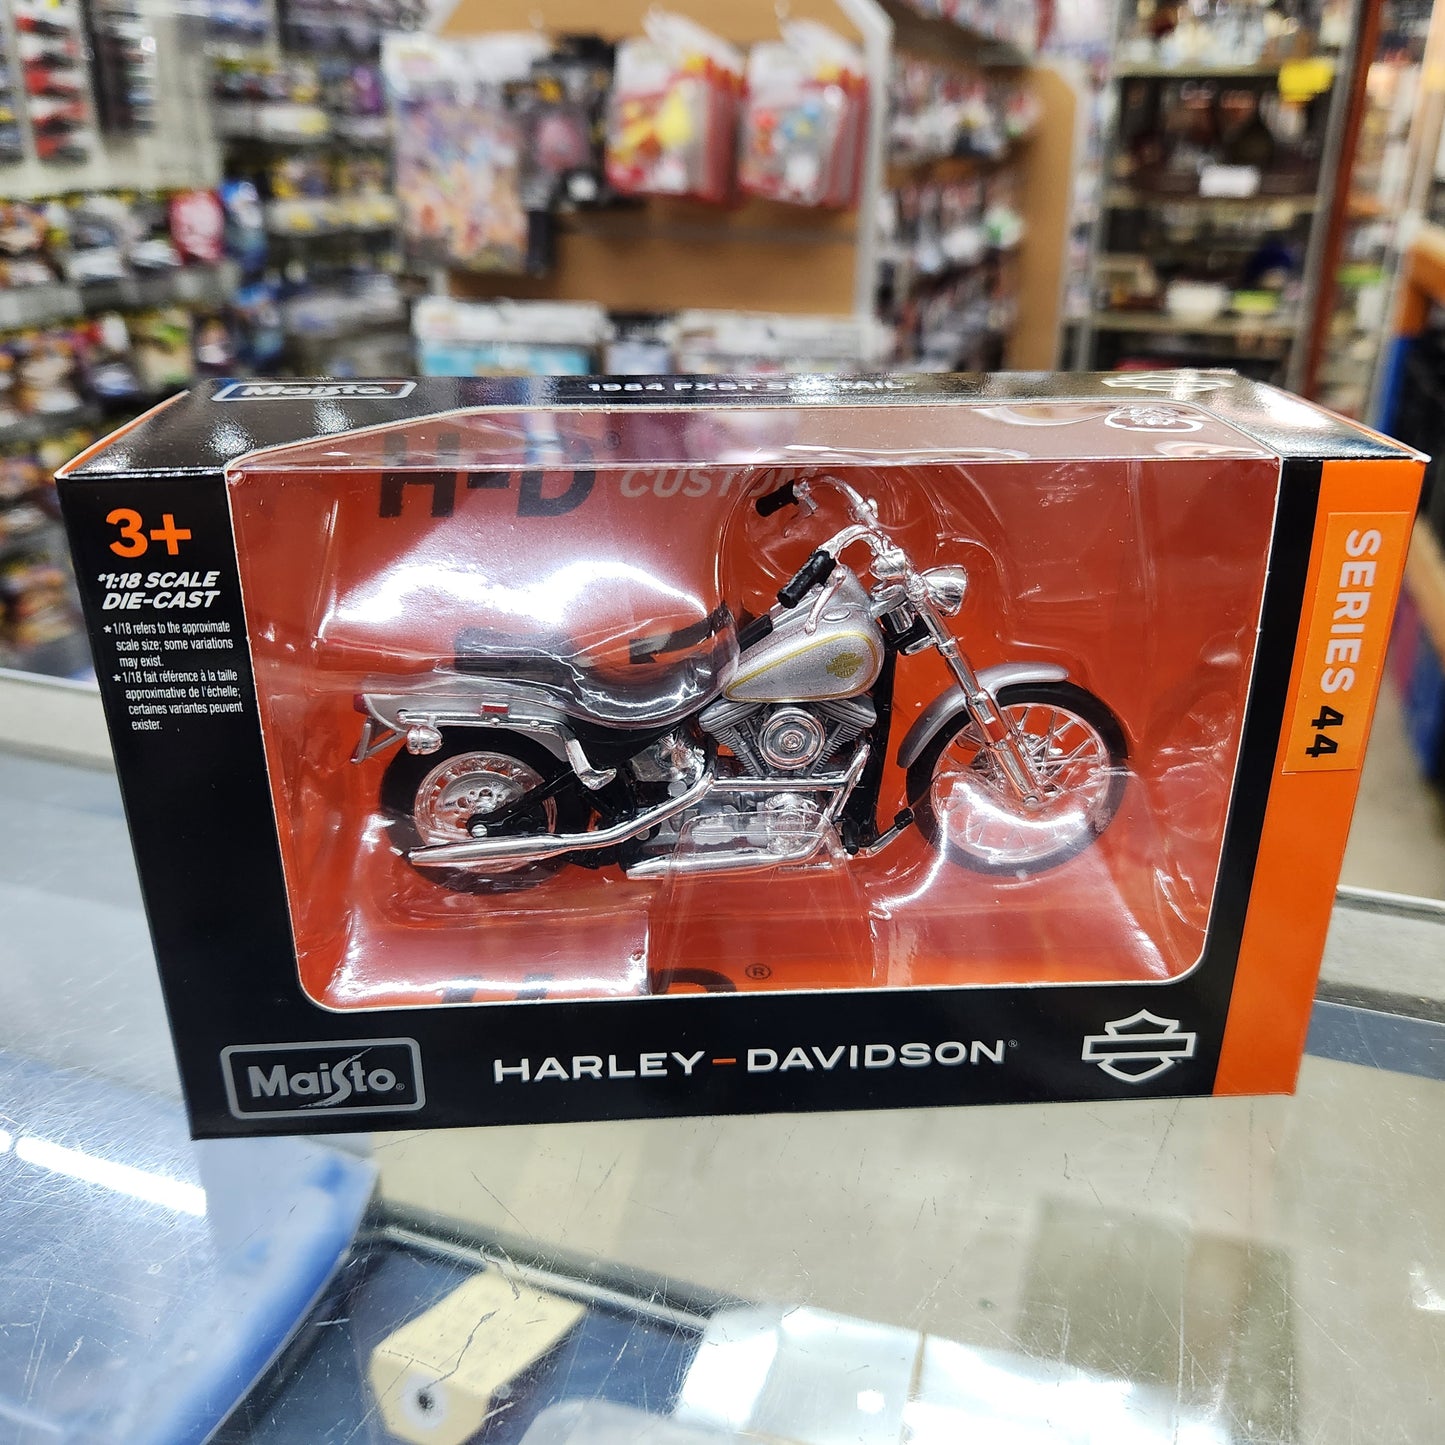 Maisto®
1984 FXST SOFTAIL
H-D®
CUSTOM
3+
*1:18 SCALE
DIE-CAST
★1/18 refers to the approximate
scale size; some variations
may exist.
★1/18 fait référence à la taille
approximative de l'échelle;
certaines variantes peuvent
exister.
SERIES 44
Maisto®
HARLEY-DAVIDSON®